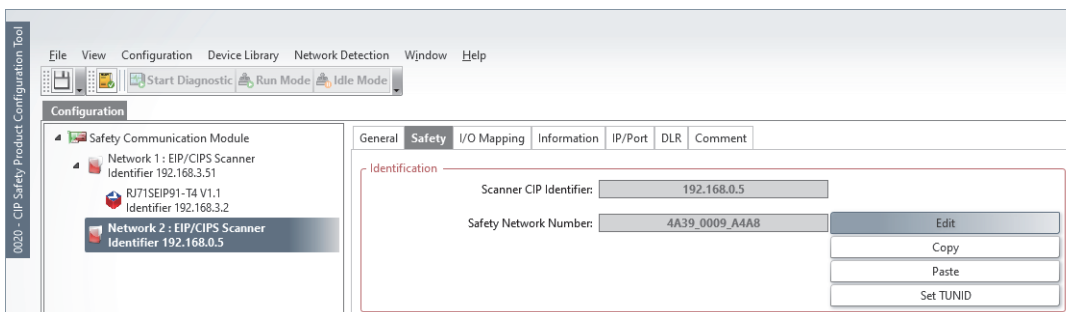 0020 - CIP Safety Product Configuration Tool
File View Configuration Device Library Network Detection Window Help
Start Diagnostic Run Mode Idle Mode
Configuration
Safety Communication Module
Network 1 : EIP/CIPS Scanner
Identifier 192.168.3.51
RJ71SEIP91-T4 V1.1
Identifier 192.168.3.2
Network 2 : EIP/CIPS Scanner
Identifier 192.168.0.5
General Safety I/O Mapping Information IP/Port DLR Comment
Identification
Scanner CIP Identifier: 192.168.0.5
Safety Network Number: 4A39_0009_A4A8
Edit
Copy
Paste
Set TUNID